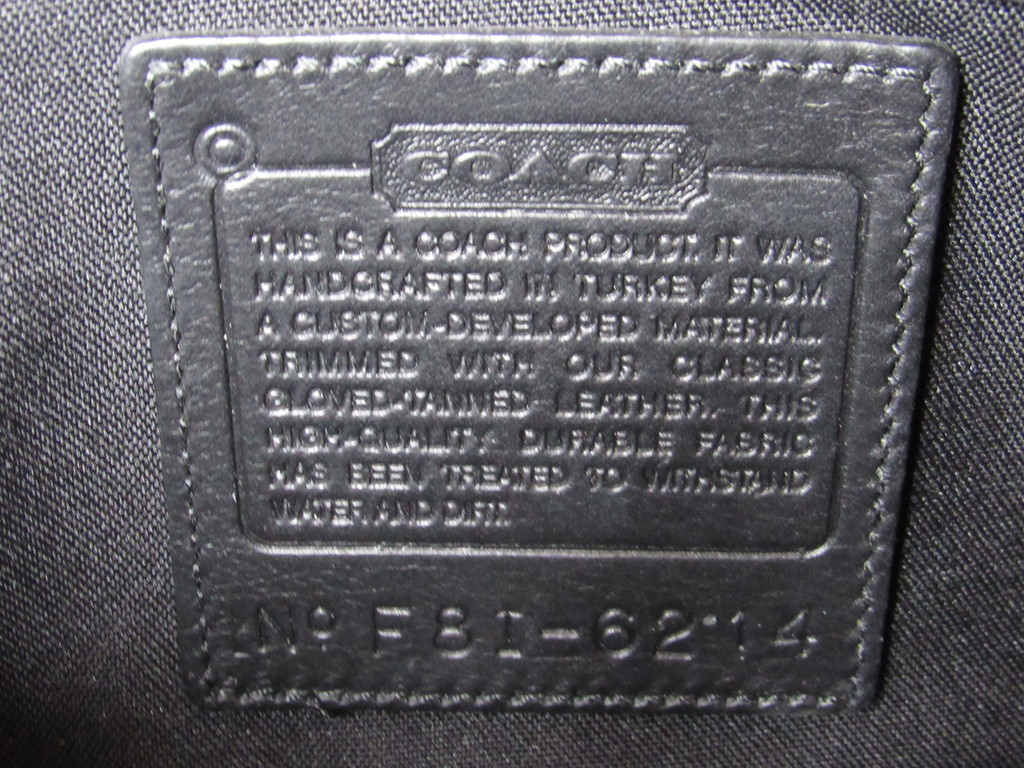 COACH
THIS IS A COACH PRODUCT. IT WAS
HANDCRAFTED IN TURKEY FROM
A CUSTOM-DEVELOPED MATERIAL,
TRIMMED WITH OUR CLASSIC
GLOVED-TANNED LEATHER. THIS
HIGH-QUALITY, DURABLE FABRIC
HAS BEEN TREATED TO WITHSTAND
WATER AND DIRT.
Nº F8I-6214